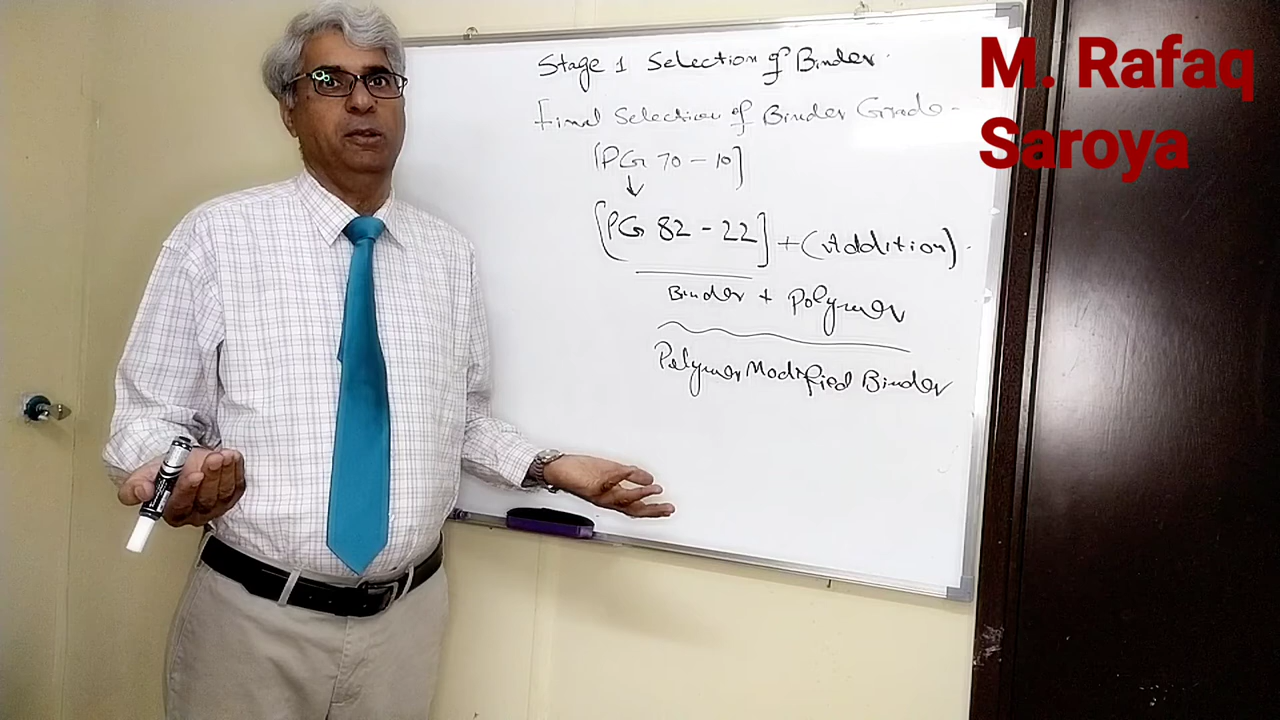 Stage 1 Selection of Binder.
Final Selection of Binder Grade-
[PG 70-10]
↓
[PG 82-22] + (Addition).
Binder + Polymer
Polymer Modified Binder
M. Rafaq
Saroya